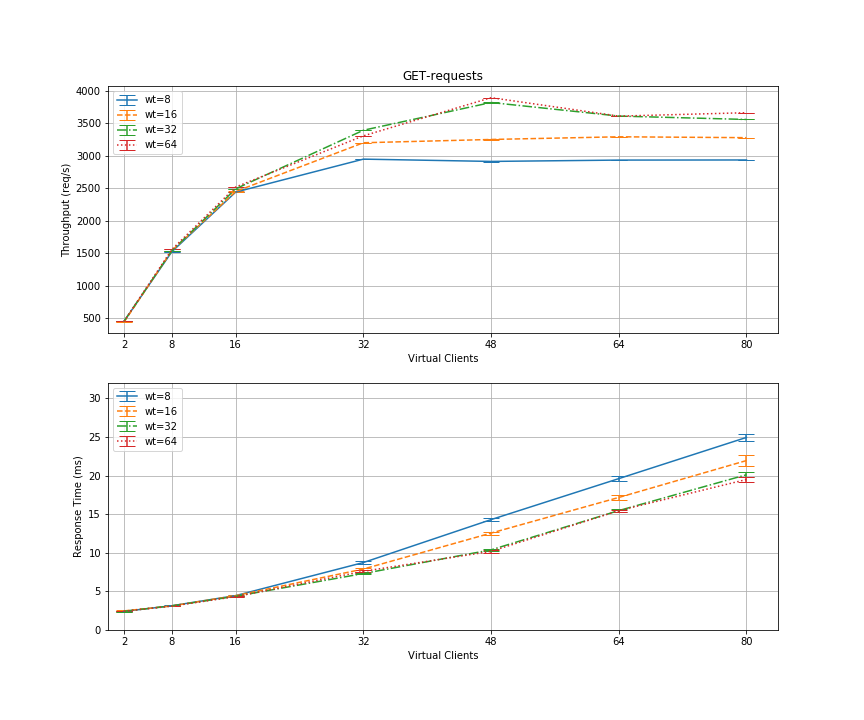 GET-requests
4000
3500
3000
2500
2000
1500
1000
500
Throughput (req/s)
wt=8
wt=16
wt=32
wt=64
2 8 16 32 48 64 80
Virtual Clients
30
25
20
15
10
5
0
Response Time (ms)
wt=8
wt=16
wt=32
wt=64
2 8 16 32 48 64 80
Virtual Clients